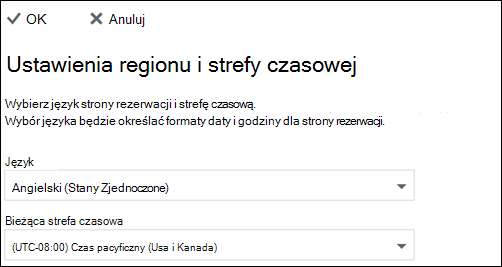 OK Anuluj
Ustawienia regionu i strefy czasowej
Wybierz język strony rezerwacji i strefę czasową.
Wybór języka będzie określać formaty daty i godziny dla strony rezerwacji.
Język
Angielski (Stany Zjednoczone)
Bieżąca strefa czasowa
(UTC-08:00) Czas pacyficzny (Usa i Kanada)